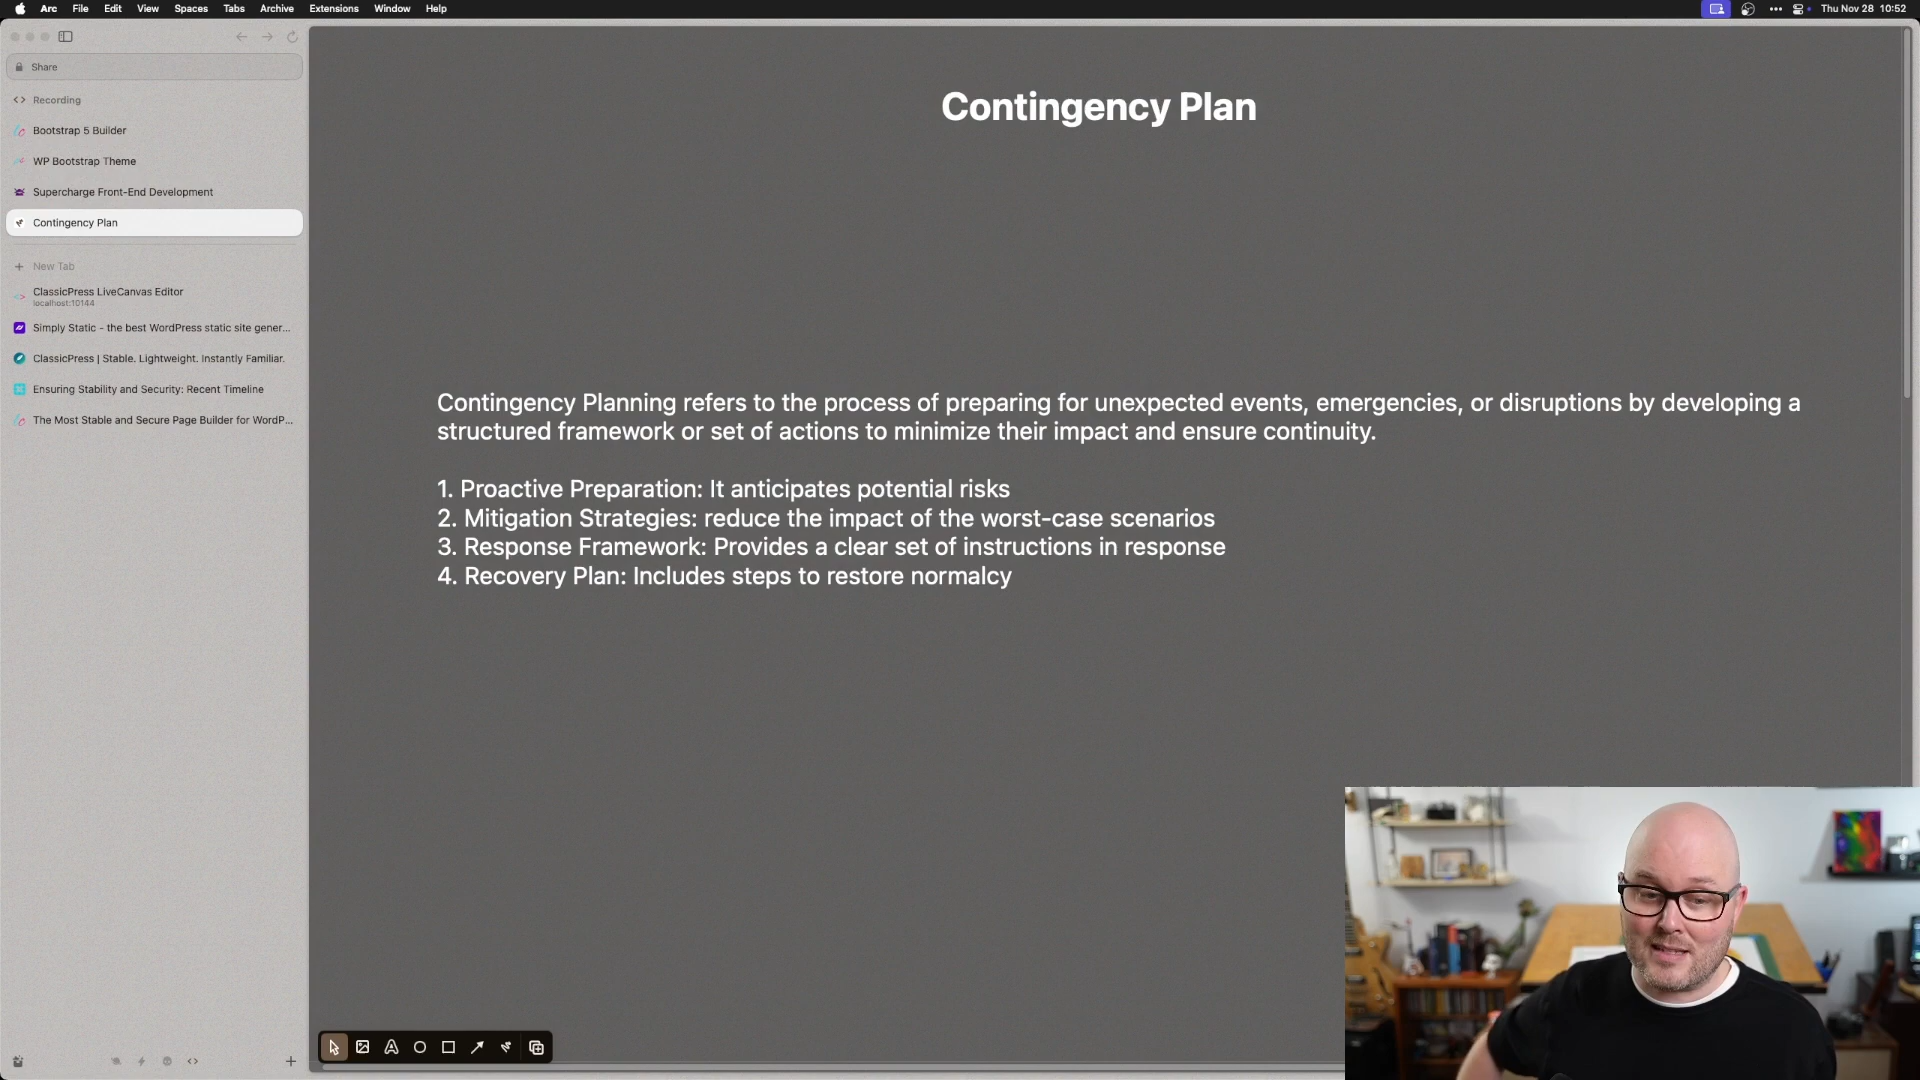 Arc File Edit View Spaces Tabs Archive Extensions Window Help Thu Nov 28 10:52
Share
Recording
Bootstrap 5 Builder
WP Bootstrap Theme
Supercharge Front-End Development
Contingency Plan
New Tab
ClassicPress LiveCanvas Editor
localhost:10144
Simply Static - the best WordPress static site gener...
ClassicPress | Stable. Lightweight. Instantly Familiar.
Ensuring Stability and Security: Recent Timeline
The Most Stable and Secure Page Builder for WordP...
Contingency Plan
Contingency Planning refers to the process of preparing for unexpected events, emergencies, or disruptions by developing a
structured framework or set of actions to minimize their impact and ensure continuity.
1. Proactive Preparation: It anticipates potential risks
2. Mitigation Strategies: reduce the impact of the worst-case scenarios
3. Response Framework: Provides a clear set of instructions in response
4. Recovery Plan: Includes steps to restore normalcy